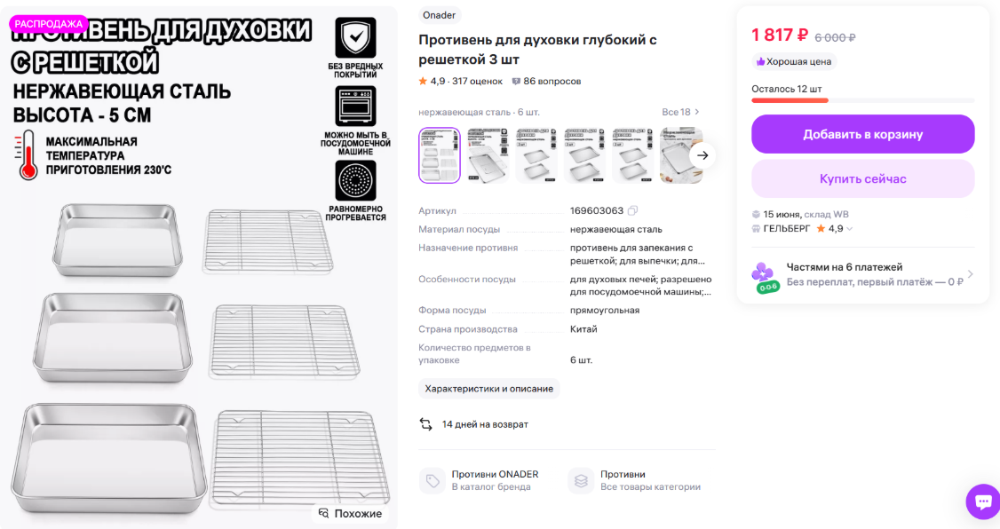 РАСПРОДАЖА
ПРОТИВЕНЬ ДЛЯ ДУХОВКИ
С РЕШЕТКОЙ
НЕРЖАВЕЮЩАЯ СТАЛЬ
ВЫСОТА - 5 СМ
МАКСИМАЛЬНАЯ
ТЕМПЕРАТУРА
ПРИГОТОВЛЕНИЯ 230'С
БЕЗ ВРЕДНЫХ
ПОКРЫТИЙ
МОЖНО МЫТЬ В
ПОСУДОМОЕЧНОЙ
МАШИНЕ
РАВНОМЕРНО
ПРОГРЕВАЕТСЯ
Похожие
Onader
Противень для духовки глубокий с
решеткой 3 шт
4,9 · 317 оценок 86 вопросов
нержавеющая сталь · 6 шт. Все 18
Артикул 169603063
Материал посуды нержавеющая сталь
Назначение противня противень для запекания с
решеткой; для выпечки; для...
Особенности посуды для духовых печей; разрешено
для посудомоечной машины;...
Форма посуды прямоугольная
Страна производства Китай
Количество предметов в
упаковке 6 шт.
Характеристики и описание
14 дней на возврат
Противни ONADER
В каталог бренда
Противни
Все товары категории
1 817 ₽ 6 000 ₽
Хорошая цена
Осталось 12 шт
Добавить в корзину
Купить сейчас
15 июня, склад WB
ГЕЛЬБЕРГ 4,9
Частями на 6 платежей
0-0-6 Без переплат, первый платёж — 0 ₽